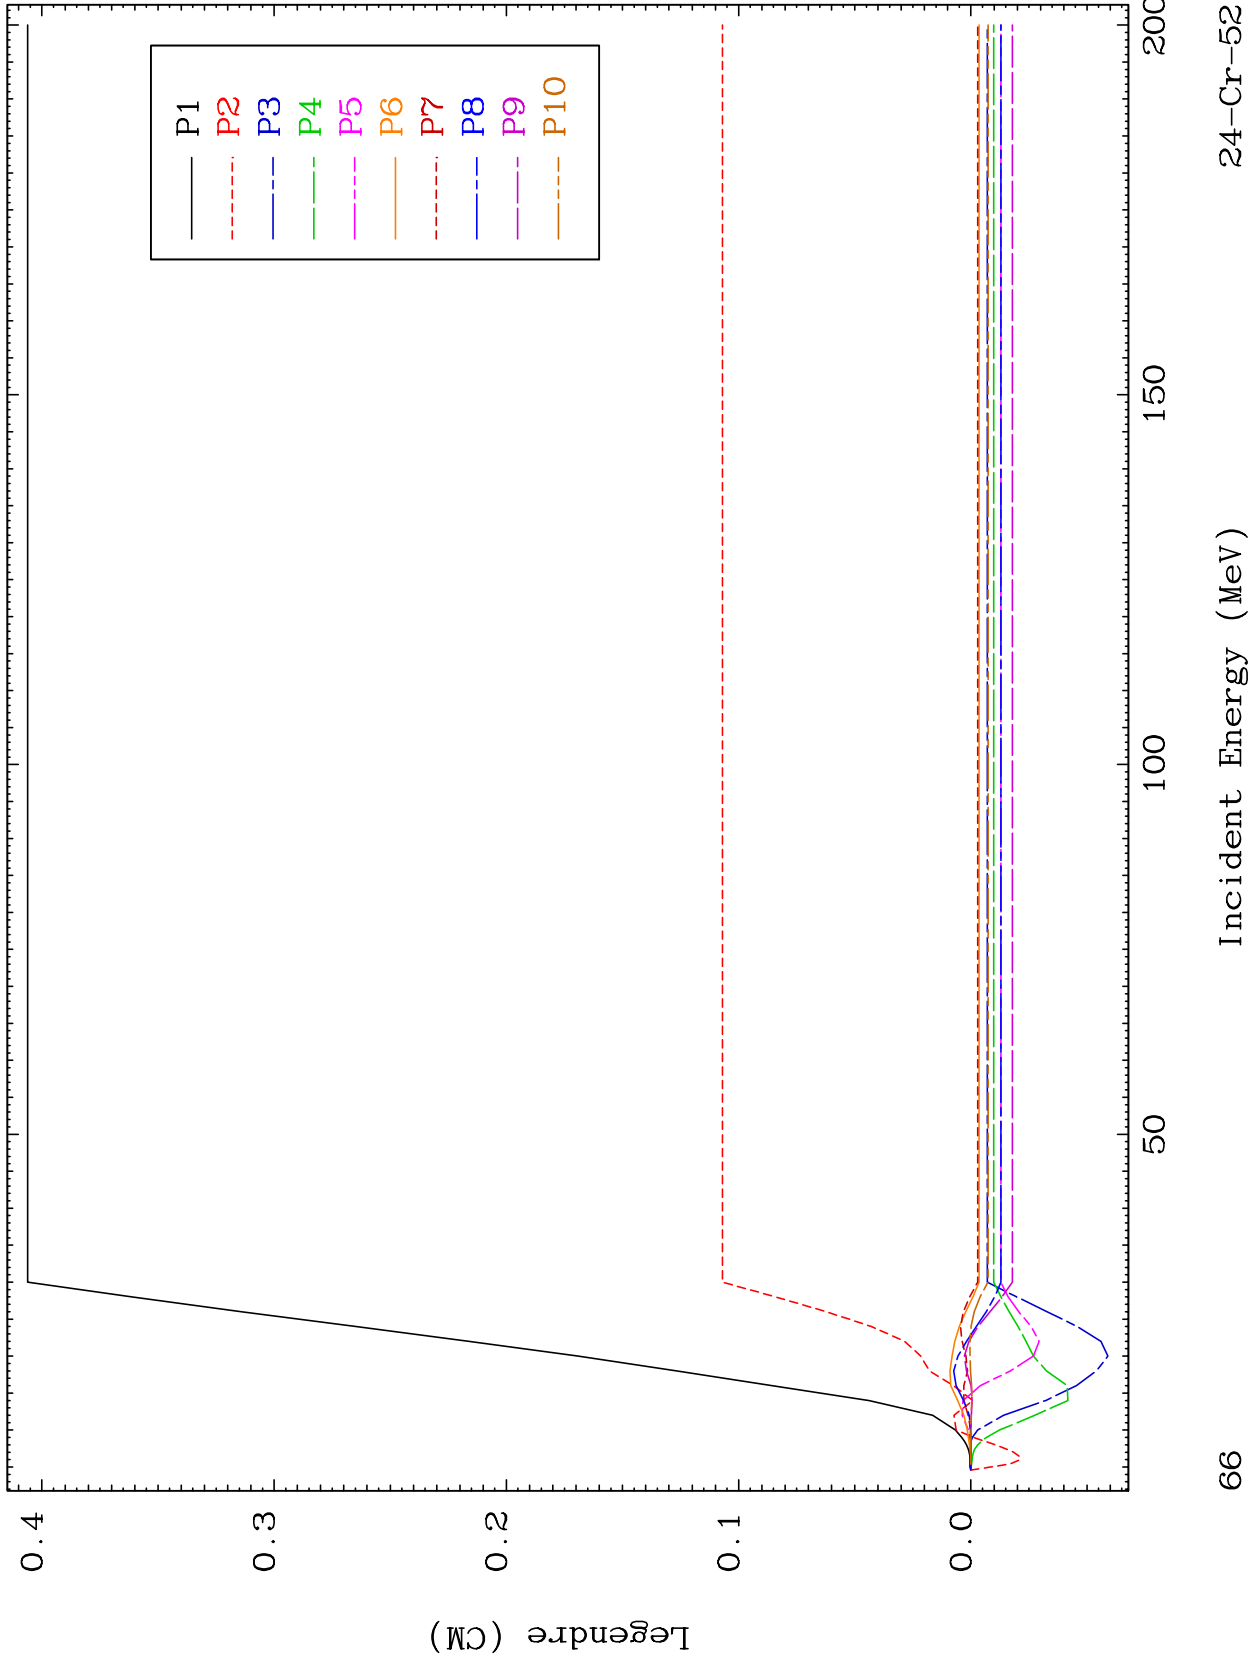 Legendre (CM)
0.4
0.3
0.2
0.1
0.0
P1
P2
P3
P4
P5
P6
P7
P8
P9
P10
50
100
150
200
66
Incident Energy (MeV)
24-Cr-52